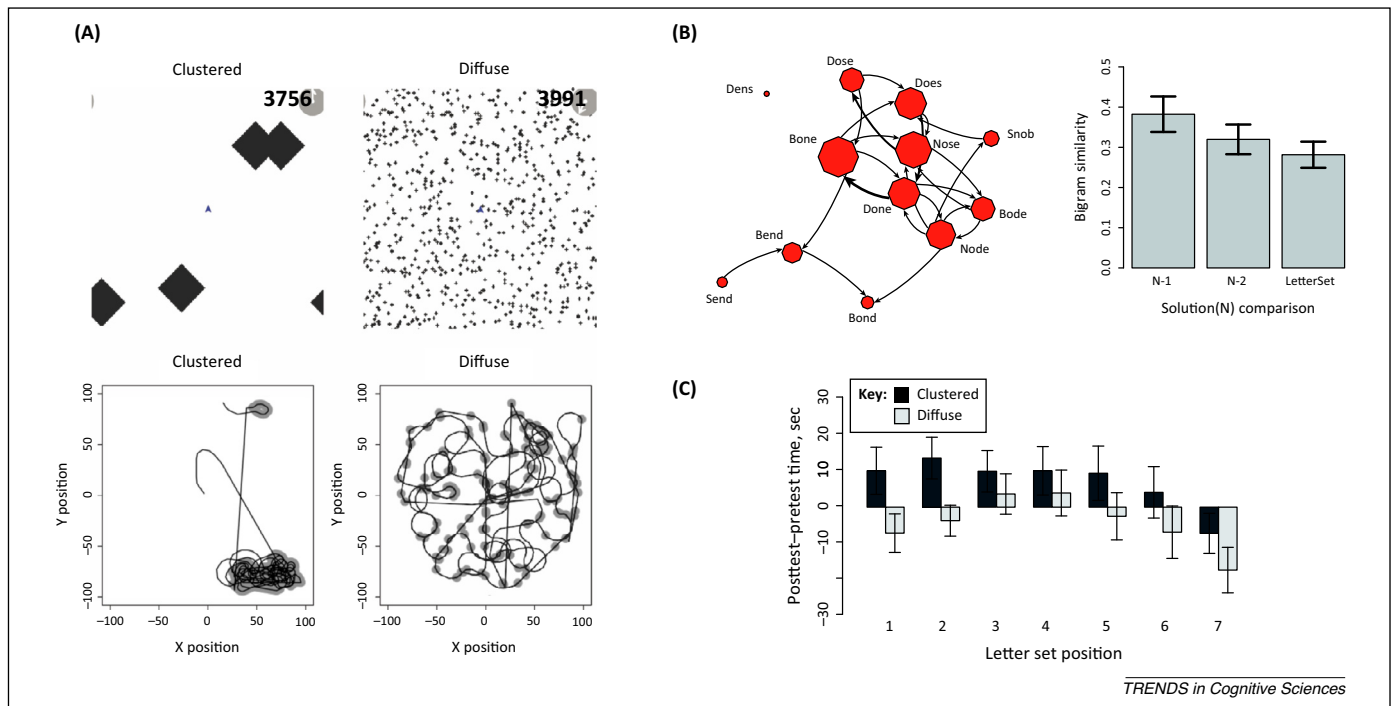 (A)
Clustered
3756
Diffuse
3991
Clustered
Y position
100
50
0
−50
−100
−100 −50 0 50 100
X position
Diffuse
Y position
100
50
0
−50
−100
−100 −50 0 50 100
X position
(B)
Dens
Dose
Does
Snob
Bone
Nose
Done
Bode
Node
Bend
Send
Bond
Bigram similarity
0.5
0.4
0.3
0.2
0.1
0.0
N-1 N-2 LetterSet
Solution(N) comparison
(C)
Key: Clustered
Diffuse
Posttest–pretest time, sec
30
20
10
0
−10
−30
1 2 3 4 5 6 7
Letter set position
TRENDS in Cognitive Sciences